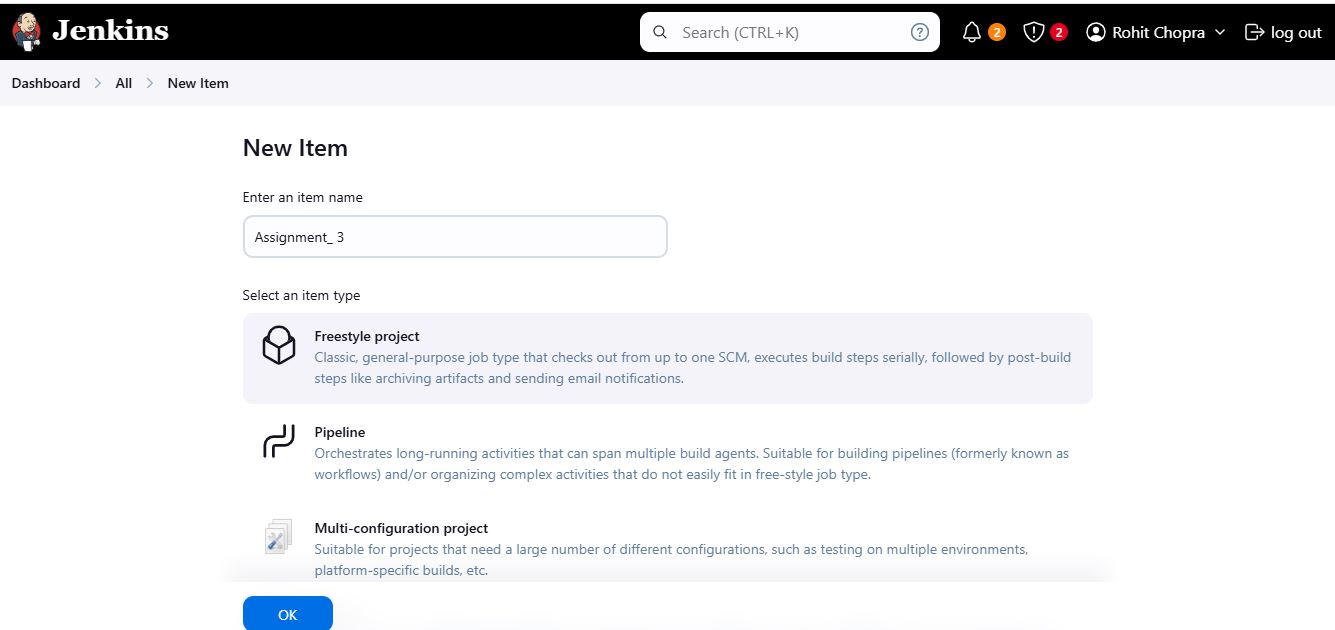 Jenkins
Search (CTRL+K)
?
2
2
Rohit Chopra
log out
Dashboard > All > New Item
New Item
Enter an item name
Assignment_ 3
Select an item type
Freestyle project
Classic, general-purpose job type that checks out from up to one SCM, executes build steps serially, followed by post-build
steps like archiving artifacts and sending email notifications.
Pipeline
Orchestrates long-running activities that can span multiple build agents. Suitable for building pipelines (formerly known as
workflows) and/or organizing complex activities that do not easily fit in free-style job type.
Multi-configuration project
Suitable for projects that need a large number of different configurations, such as testing on multiple environments,
platform-specific builds, etc.
OK